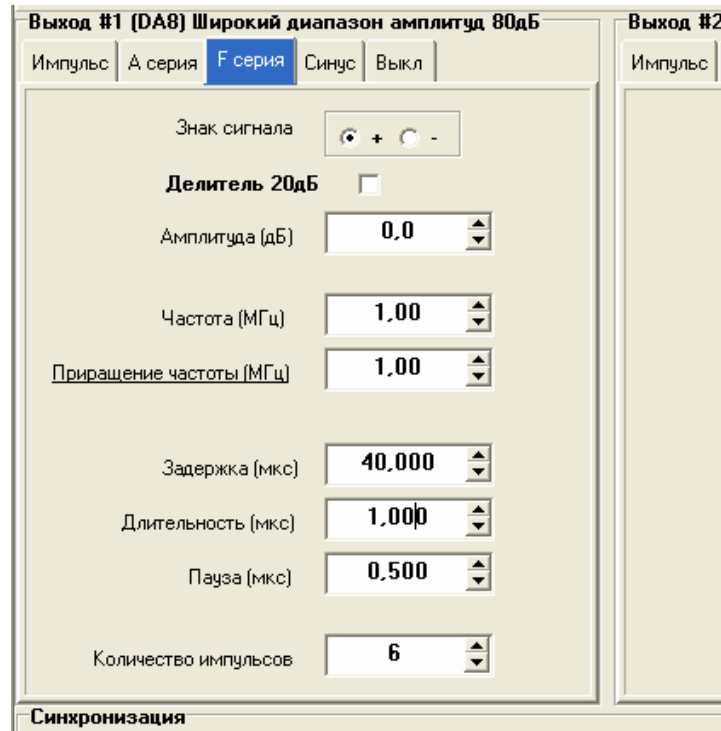 Выход #1 (DA8) Широкий диапазон амплитуд 80дБ
Импульс А серия F серия Синус Выкл
Знак сигнала + -
Делитель 20дБ
Амплитуда (дБ) 0,0
Частота (МГц) 1,00
Приращение частоты (МГц) 1,00
Задержка (мкс) 40,000
Длительность (мкс) 1,000
Пауза (мкс) 0,500
Количество импульсов 6
Выход #2
Импульс
Синхронизация